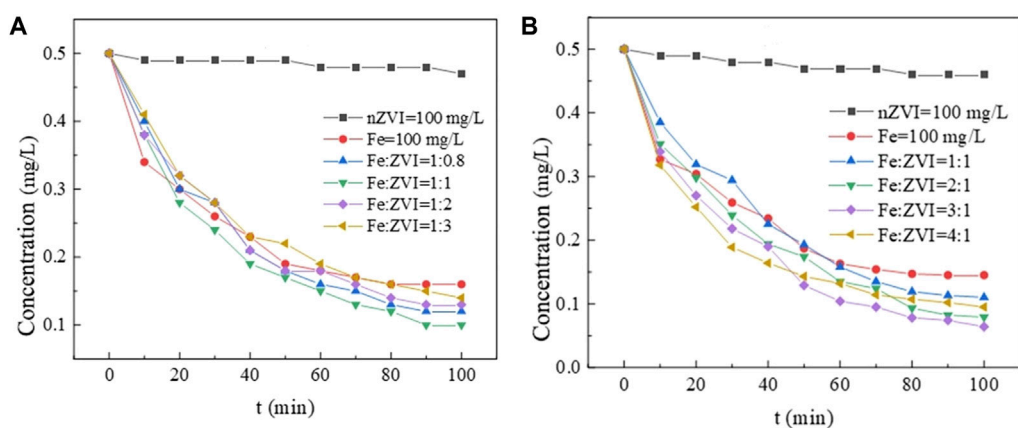 A
0.5
0.4
0.3
0.2
0.1
Concentration (mg/L)
nZVI=100 mg/L
Fe=100 mg/L
Fe:ZVI=1:0.8
Fe:ZVI=1:1
Fe:ZVI=1:2
Fe:ZVI=1:3
0 20 40 60 80 100
t (min)
B
0.5
0.4
0.3
0.2
0.1
0.0
Concentration (mg/L)
nZVI=100 mg/L
Fe=100 mg/L
Fe:ZVI=1:1
Fe:ZVI=2:1
Fe:ZVI=3:1
Fe:ZVI=4:1
0 20 40 60 80 100
t (min)